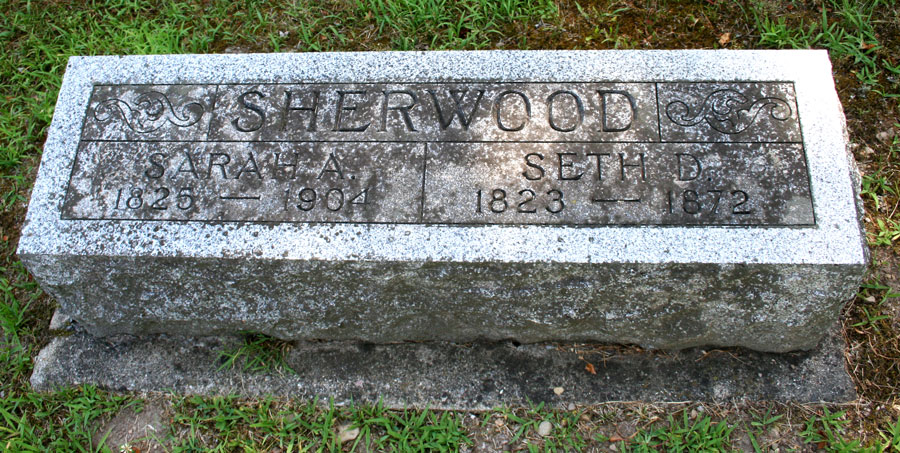 SHERWOOD
SARAH A.
1825 — 1904
SETH D.
1823 — 1872